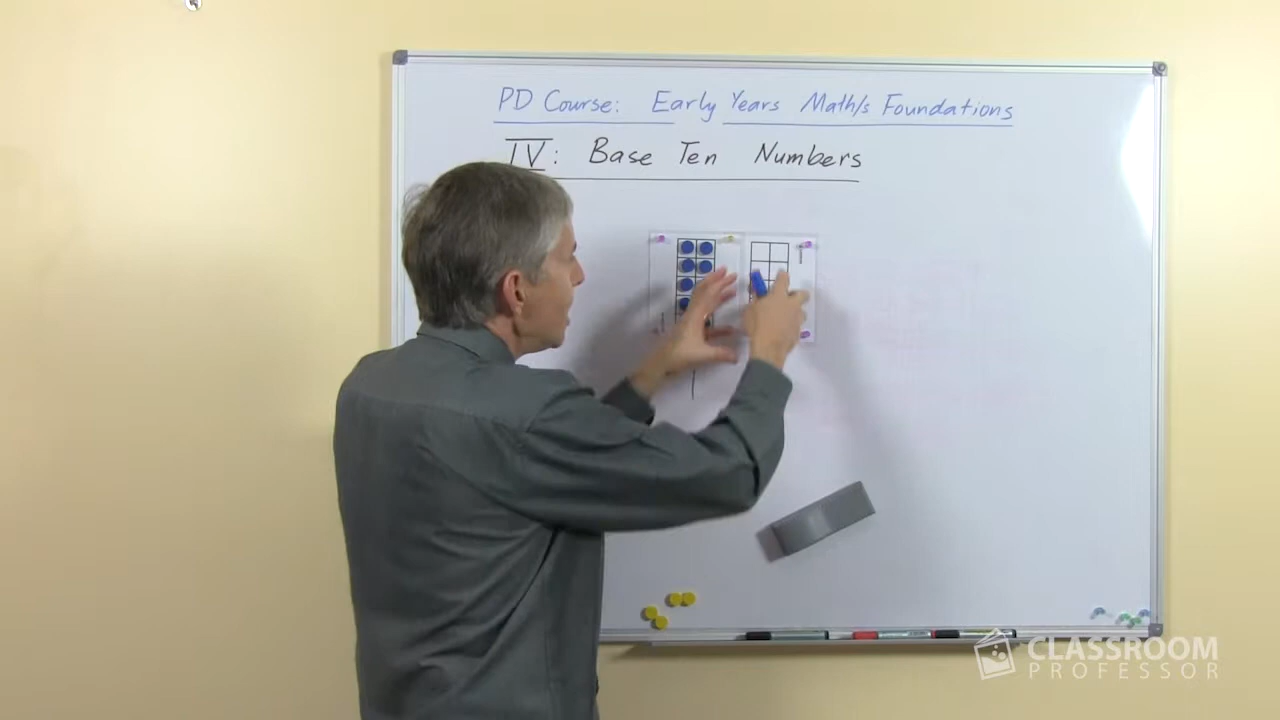 PD Course: Early Years Math/s Foundations
IV: Base Ten Numbers
CLASSROOM
PROFESSOR